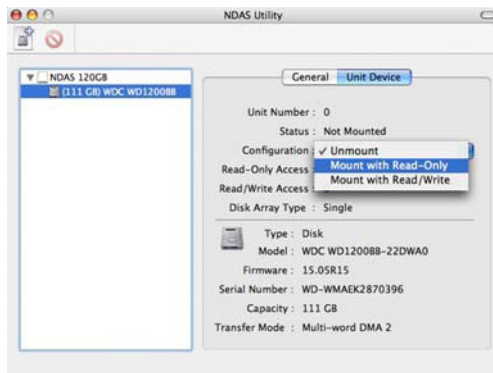 NDAS Utility
NDAS 120GB
(111 GB) WDC WD1200BB
General Unit Device
Unit Number : 0
Status : Not Mounted
Configuration : ✓ Unmount
Mount with Read-Only
Mount with Read/Write
Read-Only Access
Read/Write Access :
Disk Array Type : Single
Type : Disk
Model : WDC WD1200BB-22DWA0
Firmware : 15.05R15
Serial Number : WD-WMAEK2870396
Capacity : 111 GB
Transfer Mode : Multi-word DMA 2